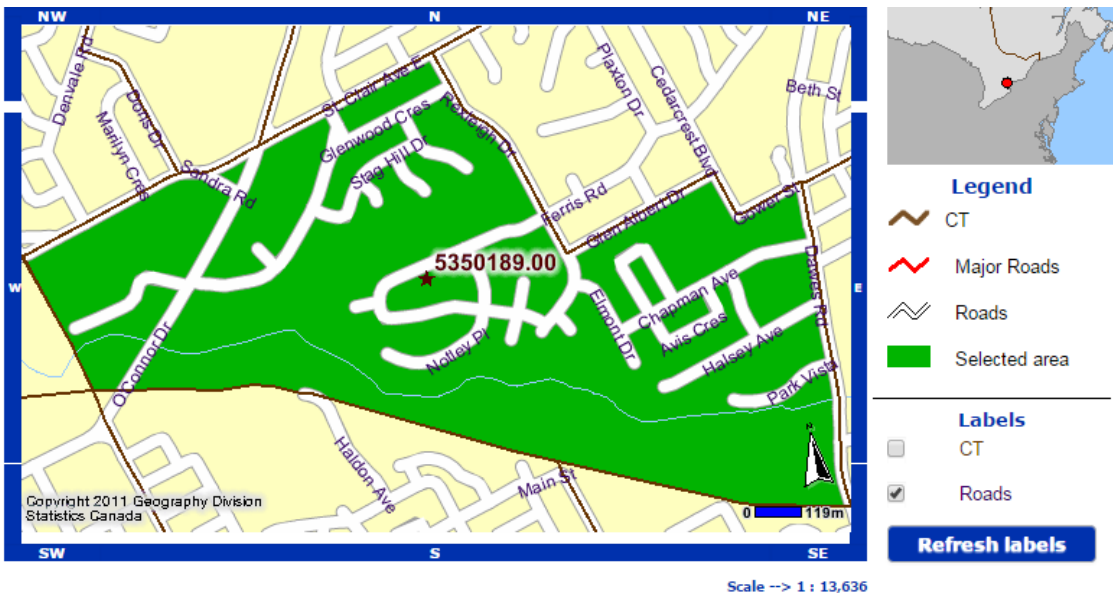 NW
N
NE
St. Clair Ave E
Denvale Rd
Plaxton Dr
Cedarcrest Blvd
Beth St
Doris Dr
Marilyn Cres
Glenwood Cres
Rexleigh Dr
Stag Hill Dr
Sandra Rd
Ferris Rd
Glen Albert Dr
Gower St
5350189.00
W
E
Dawes Rd
Chapman Ave
Elmont Dr
Avis Cres
O'Connor Dr
Notley Pl
Halsey Ave
Park Vista
Haldon Ave
Main St
N
Copyright 2011 Geography Division
Statistics Canada
0 119m
SW
S
SE
Scale --> 1 : 13,636
Legend
CT
Major Roads
Roads
Selected area
Labels
CT
Roads
Refresh labels